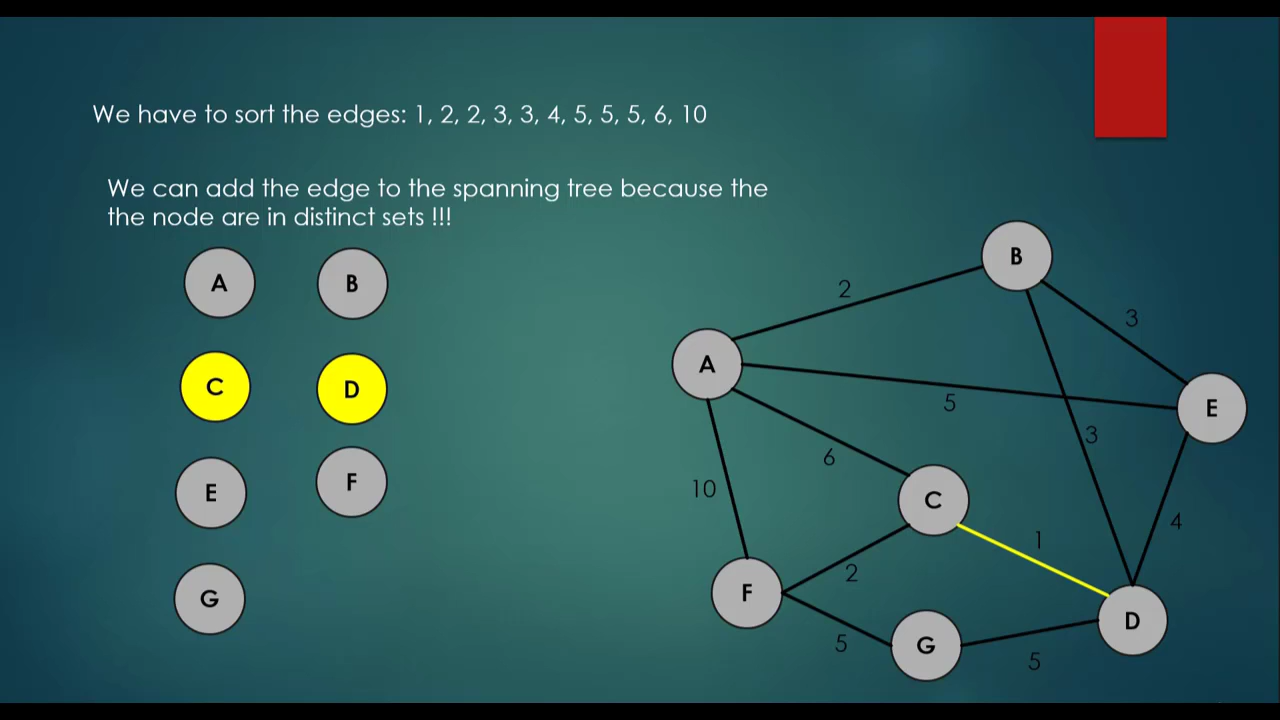 We have to sort the edges: 1, 2, 2, 3, 3, 4, 5, 5, 5, 6, 10
We can add the edge to the spanning tree because the
the node are in distinct sets !!!
A B
C D
E F
G
B
2
3
A
5
E
3
6
10
C
4
1
2
F
D
5
G
5